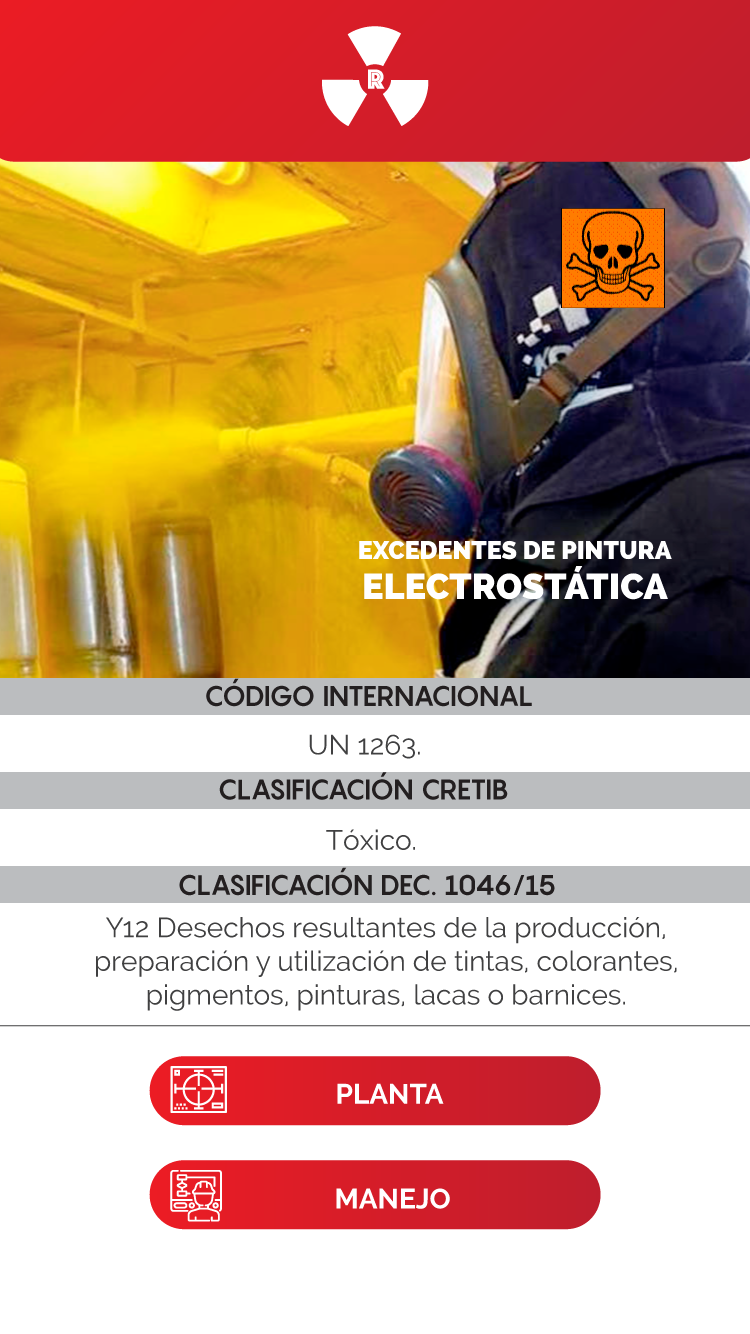 R
EXCEDENTES DE PINTURA
ELECTROSTÁTICA
CÓDIGO INTERNACIONAL
UN 1263.
CLASIFICACIÓN CRETIB
Tóxico.
CLASIFICACIÓN DEC. 1046/15
Y12 Desechos resultantes de la producción,
preparación y utilización de tintas, colorantes,
pigmentos, pinturas, lacas o barnices.
PLANTA
MANEJO